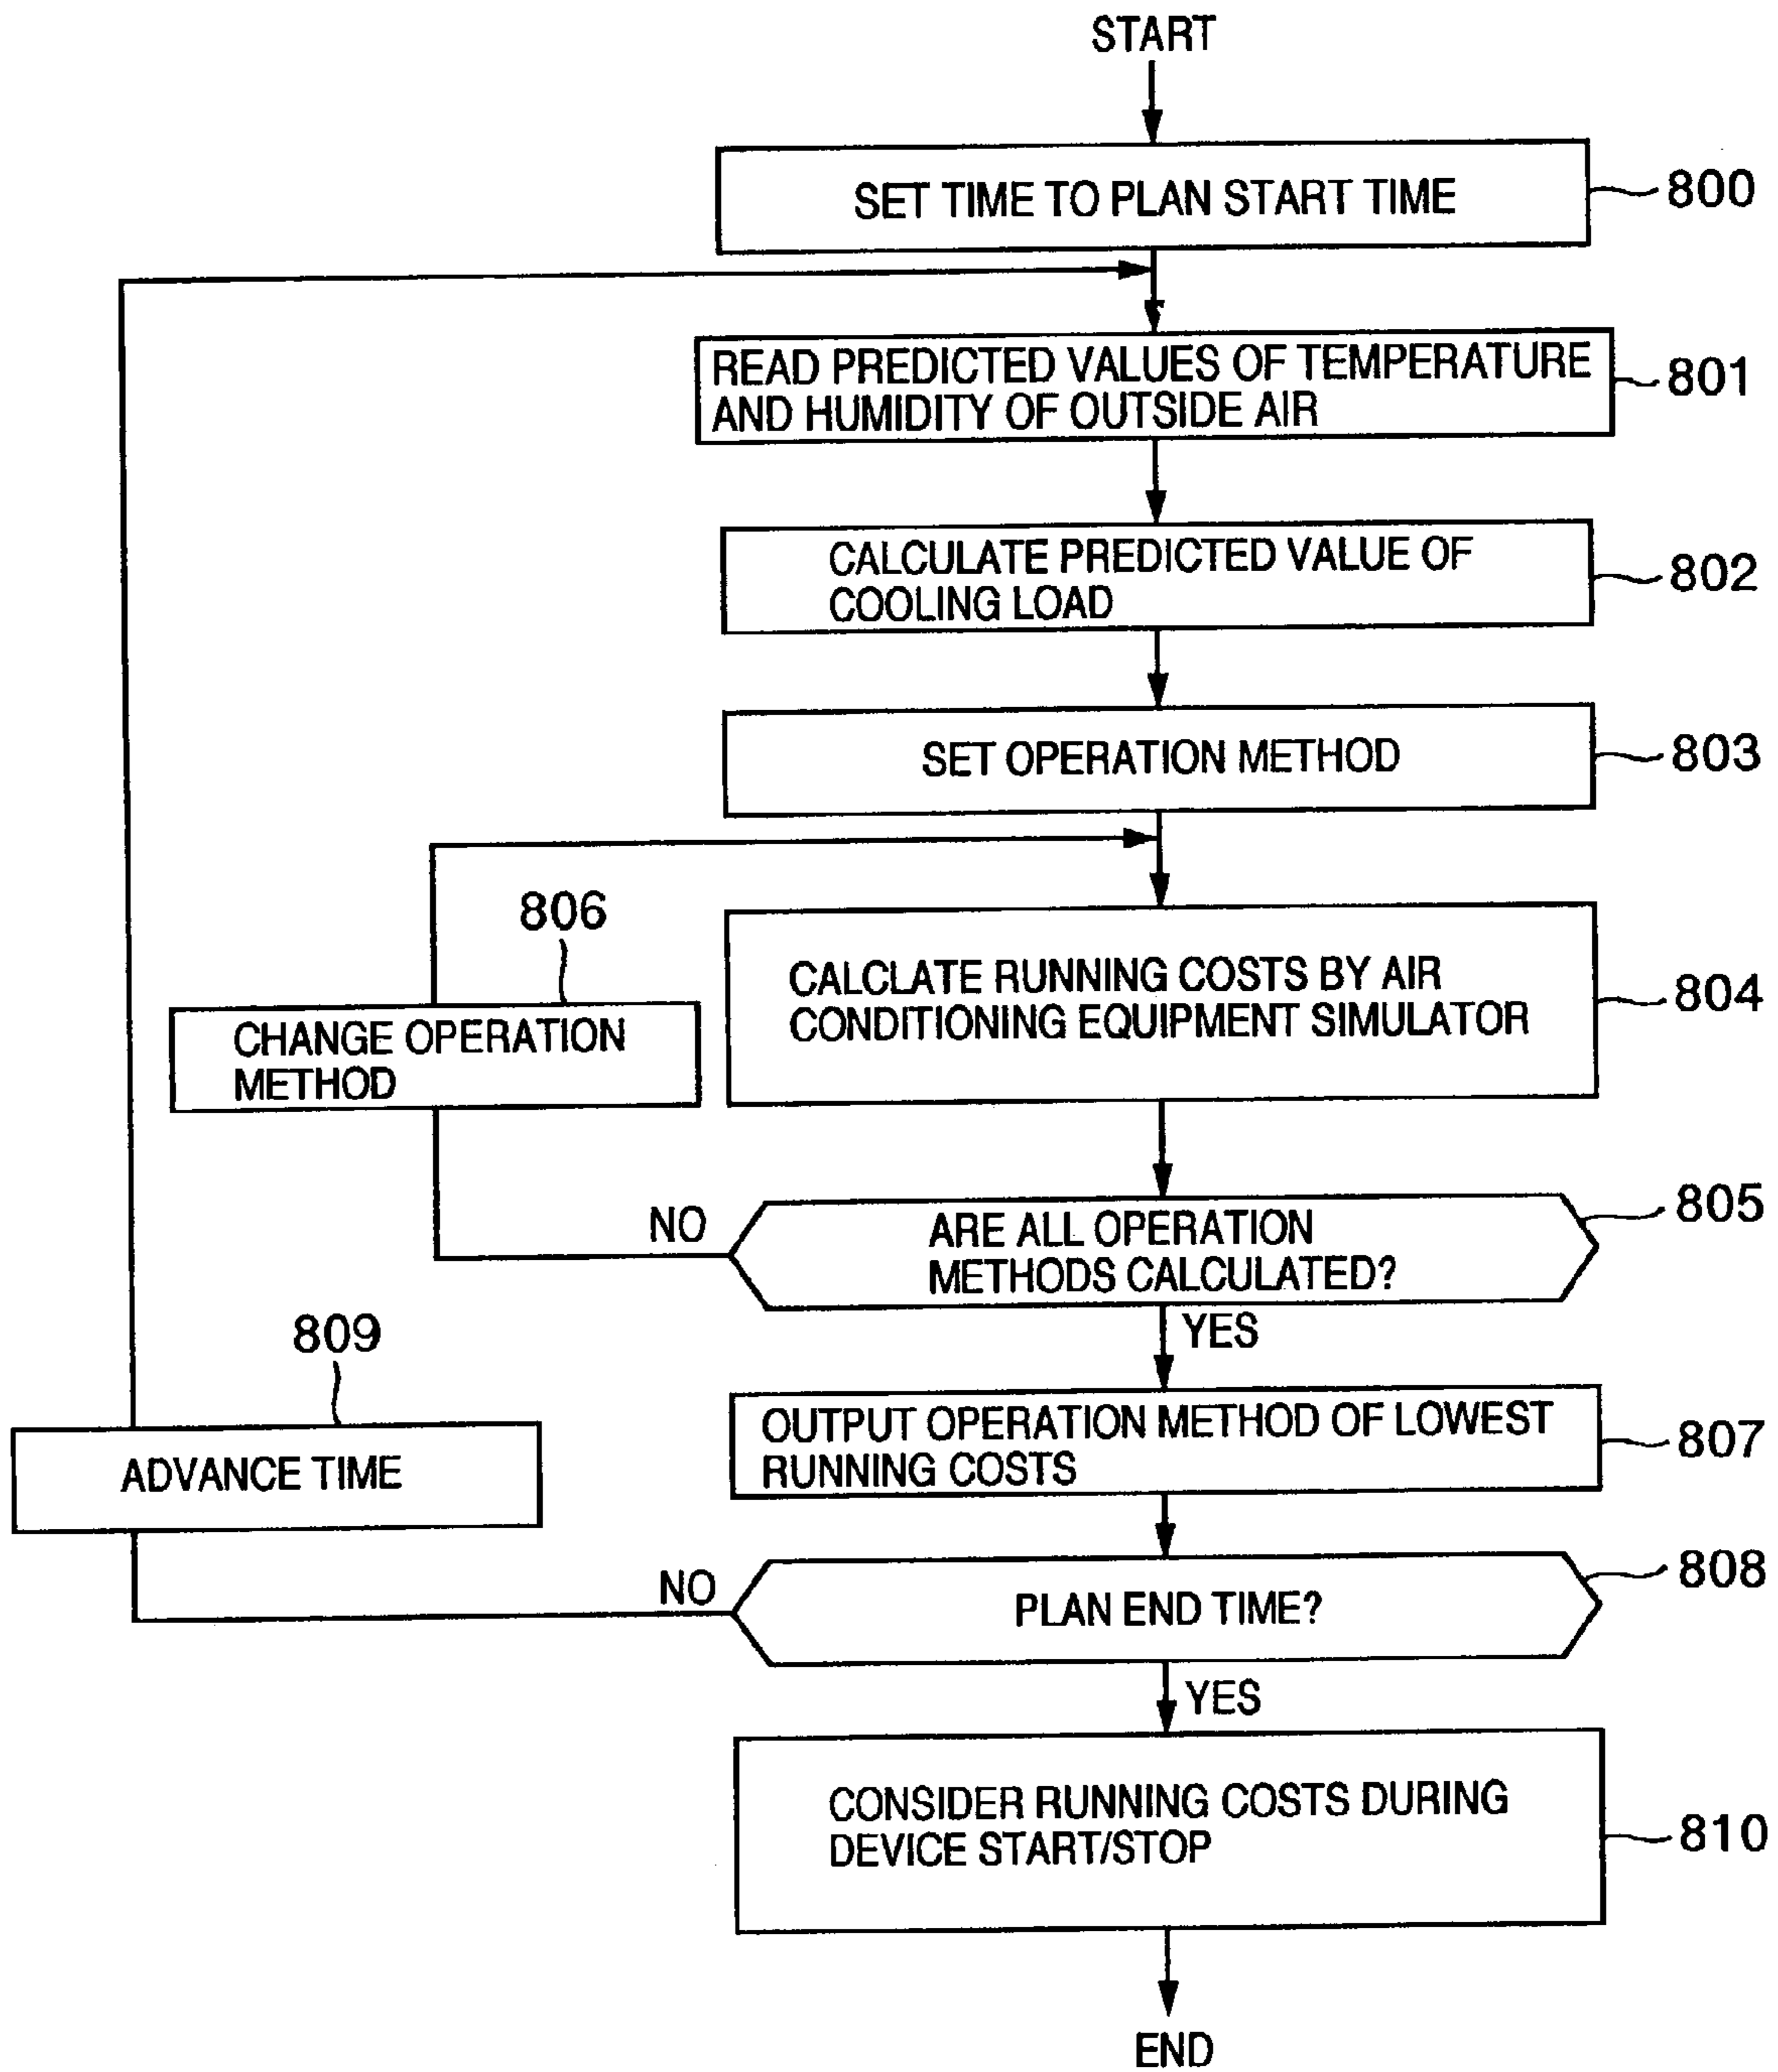 START
SET TIME TO PLAN START TIME
800
READ PREDICTED VALUES OF TEMPERATURE
AND HUMIDITY OF OUTSIDE AIR
801
CALCULATE PREDICTED VALUE OF
COOLING LOAD
802
SET OPERATION METHOD
803
806
CHANGE OPERATION
METHOD
CALCLATE RUNNING COSTS BY AIR
CONDITIONING EQUIPMENT SIMULATOR
804
NO
ARE ALL OPERATION
METHODS CALCULATED?
805
YES
809
ADVANCE TIME
OUTPUT OPERATION METHOD OF LOWEST
RUNNING COSTS
807
NO
PLAN END TIME?
808
YES
CONSIDER RUNNING COSTS DURING
DEVICE START/STOP
810
END